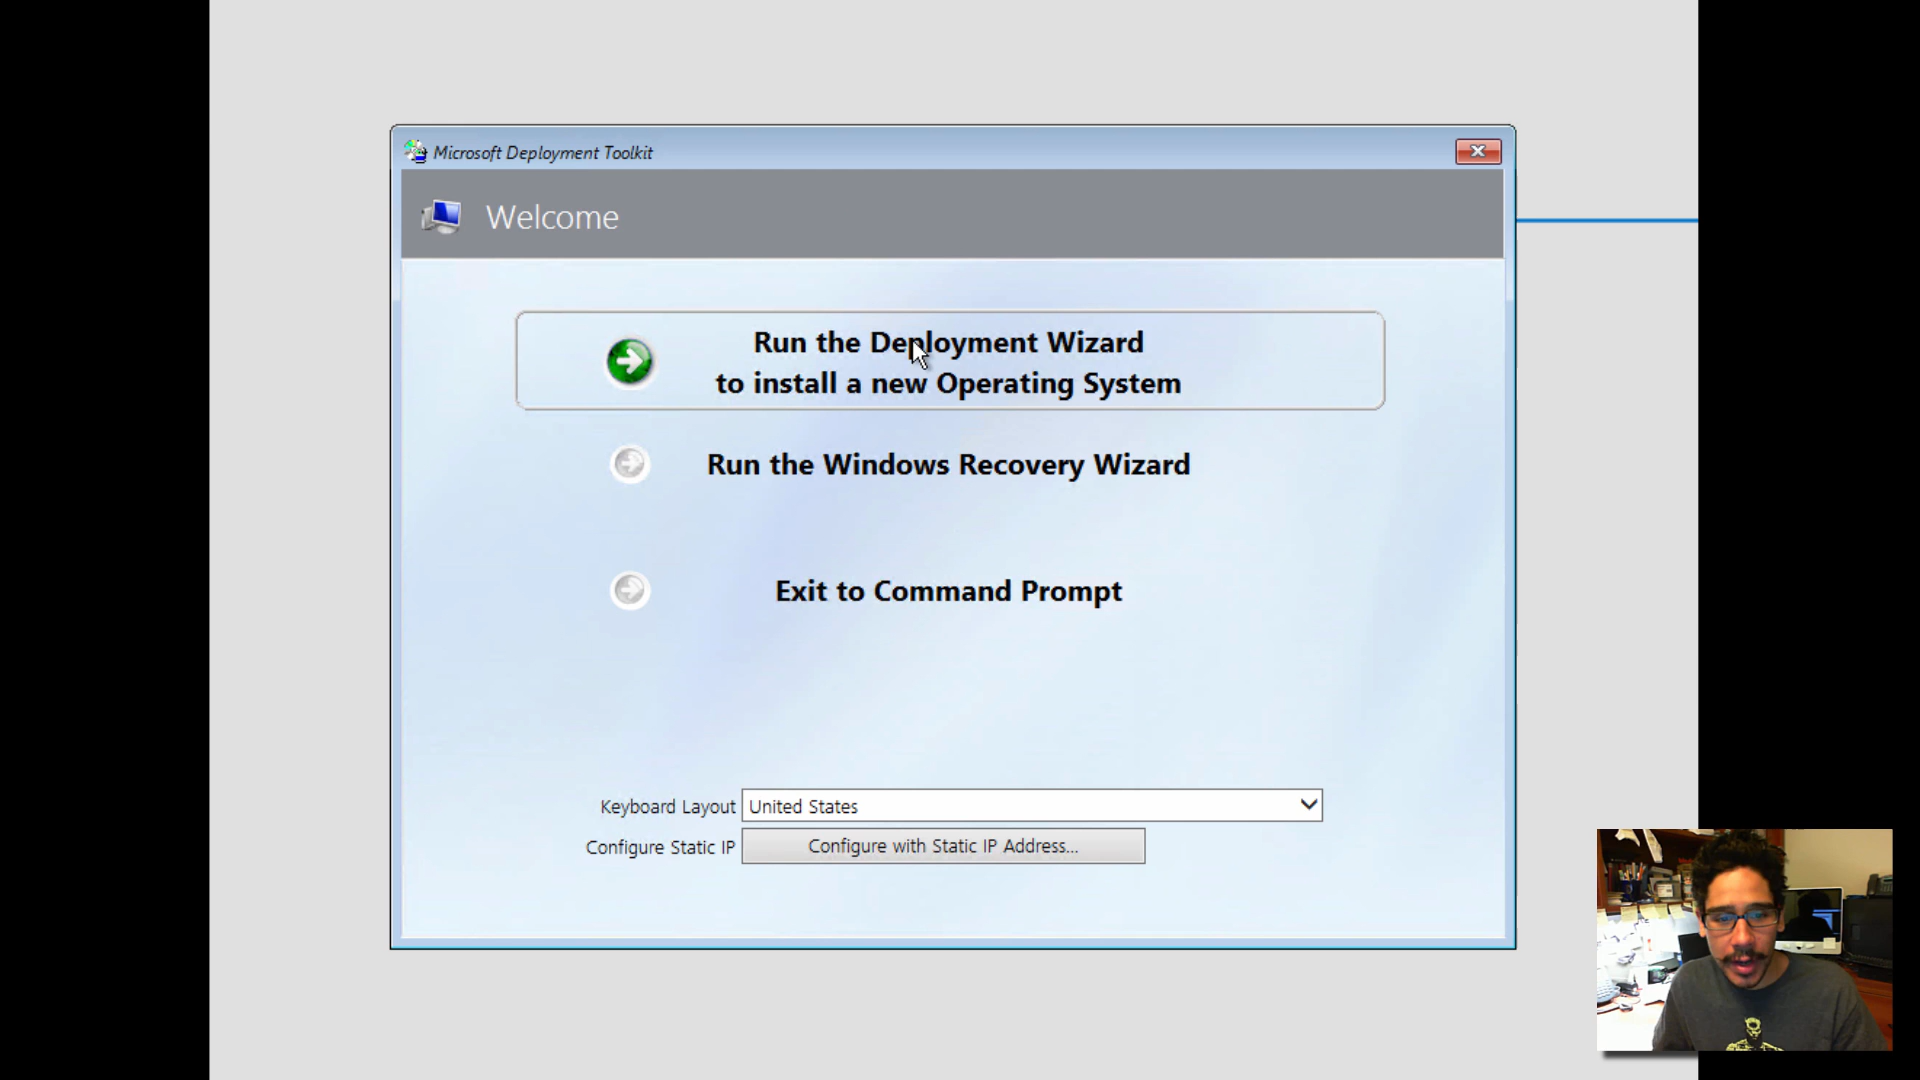 Microsoft Deployment Toolkit
Welcome
Run the Deployment Wizard
to install a new Operating System
Run the Windows Recovery Wizard
Exit to Command Prompt
Keyboard Layout United States
Configure Static IP Configure with Static IP Address...